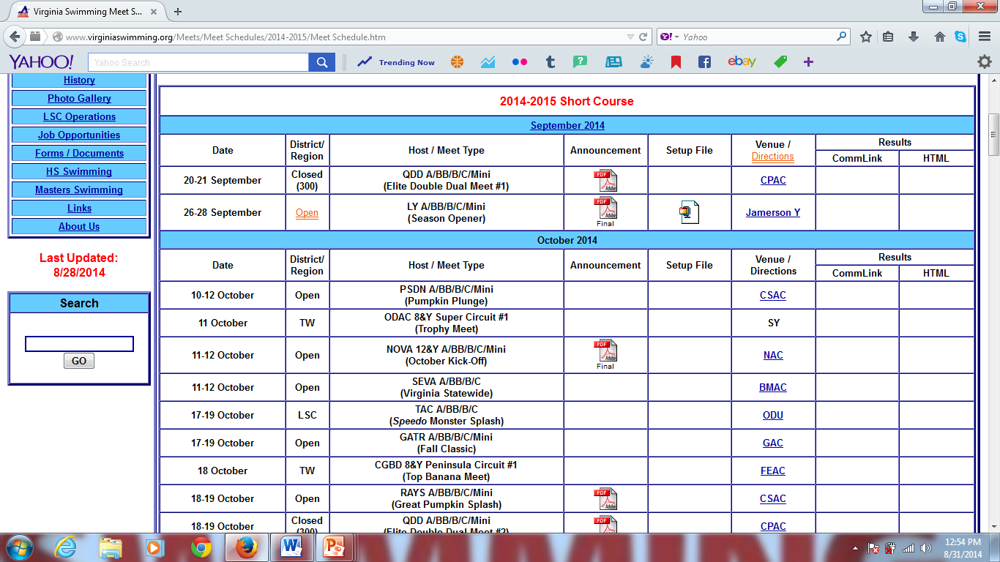 Virginia Swimming Meet S...
www.virginiaswimming.org/Meets/Meet Schedules/2014-2015/Meet Schedule.htm
Yahoo
YAHOO!
Yahoo Search
Trending Now
ebay
History
Photo Gallery
LSC Operations
Job Opportunities
Forms / Documents
HS Swimming
Masters Swimming
Links
About Us
Last Updated:
8/28/2014
Search
GO
2014-2015 Short Course
September 2014
Date District/ Region Host / Meet Type Announcement Setup File Venue / Directions Results
CommLink HTML
20-21 September Closed (300) QDD A/BB/B/C/Mini CPAC
(Elite Double Dual Meet #1)
26-28 September Open LY A/BB/B/C/Mini Final Jamerson Y
(Season Opener)
October 2014
Date District/ Region Host / Meet Type Announcement Setup File Venue / Directions Results
CommLink HTML
10-12 October Open PSDN A/BB/B/C/Mini CSAC
(Pumpkin Plunge)
11 October TW ODAC 8&Y Super Circuit #1 SY
(Trophy Meet)
11-12 October Open NOVA 12&Y A/BB/B/C/Mini Final NAC
(October Kick-Off)
11-12 October Open SEVA A/BB/B/C BMAC
(Virginia Statewide)
17-19 October LSC TAC A/BB/B/C ODU
(Speedo Monster Splash)
17-19 October Open GATR A/BB/B/C/Mini GAC
(Fall Classic)
18 October TW CGBD 8&Y Peninsula Circuit #1 FEAC
(Top Banana Meet)
18-19 October Open RAYS A/BB/B/C/Mini CSAC
(Great Pumpkin Splash)
18-19 October Closed (300) QDD A/BB/B/C/Mini CPAC
(Elite Double Dual Meet #2)
12:54 PM
8/31/2014